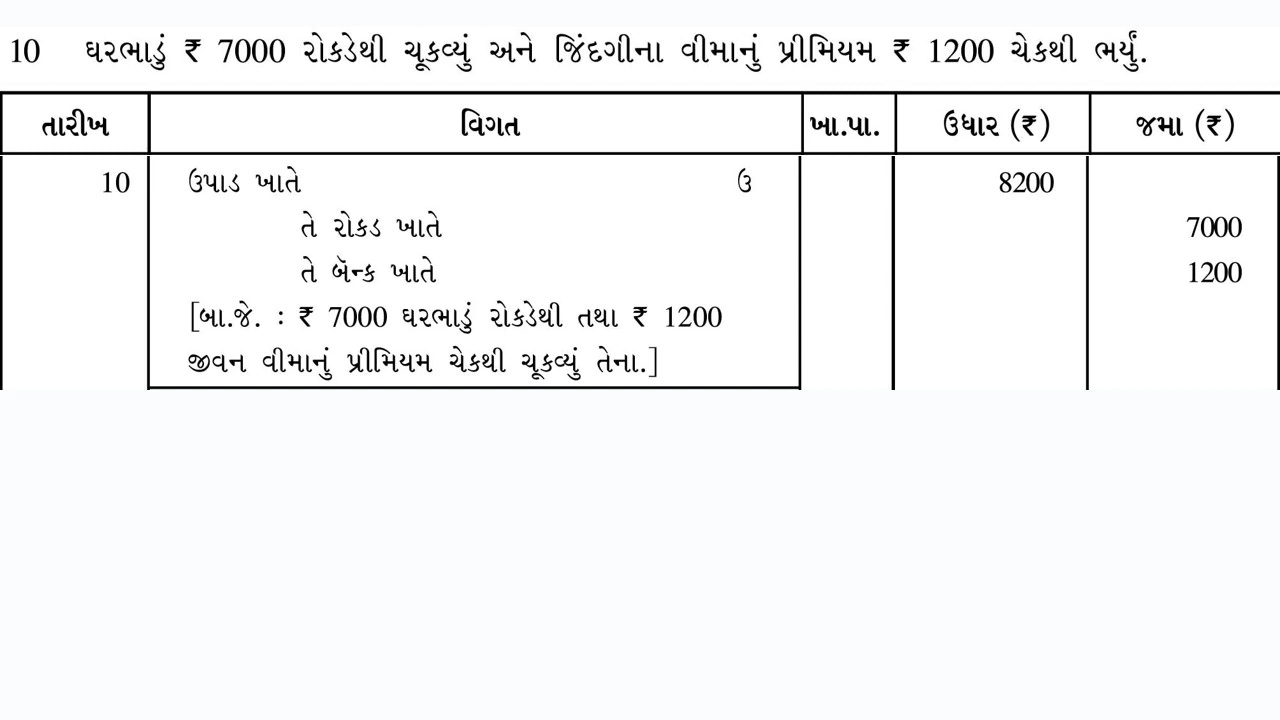 10 ઘરભાડું ₹ 7000 રોકડેથી ચૂકવ્યું અને જિંદગીના વીમાનું પ્રીમિયમ ₹ 1200 ચેકથી ભર્યું.
તારીખ વિગત ખા.પા. ઉધાર (₹) જમા (₹)
10 ઉપાડ ખાતે ઉ 8200
તે રોકડ ખાતે 7000
તે બૅન્ક ખાતે 1200
[બા.જે. : ₹ 7000 ઘરભાડું રોકડેથી તથા ₹ 1200
જીવન વીમાનું પ્રીમિયમ ચેકથી ચૂકવ્યું તેના.]